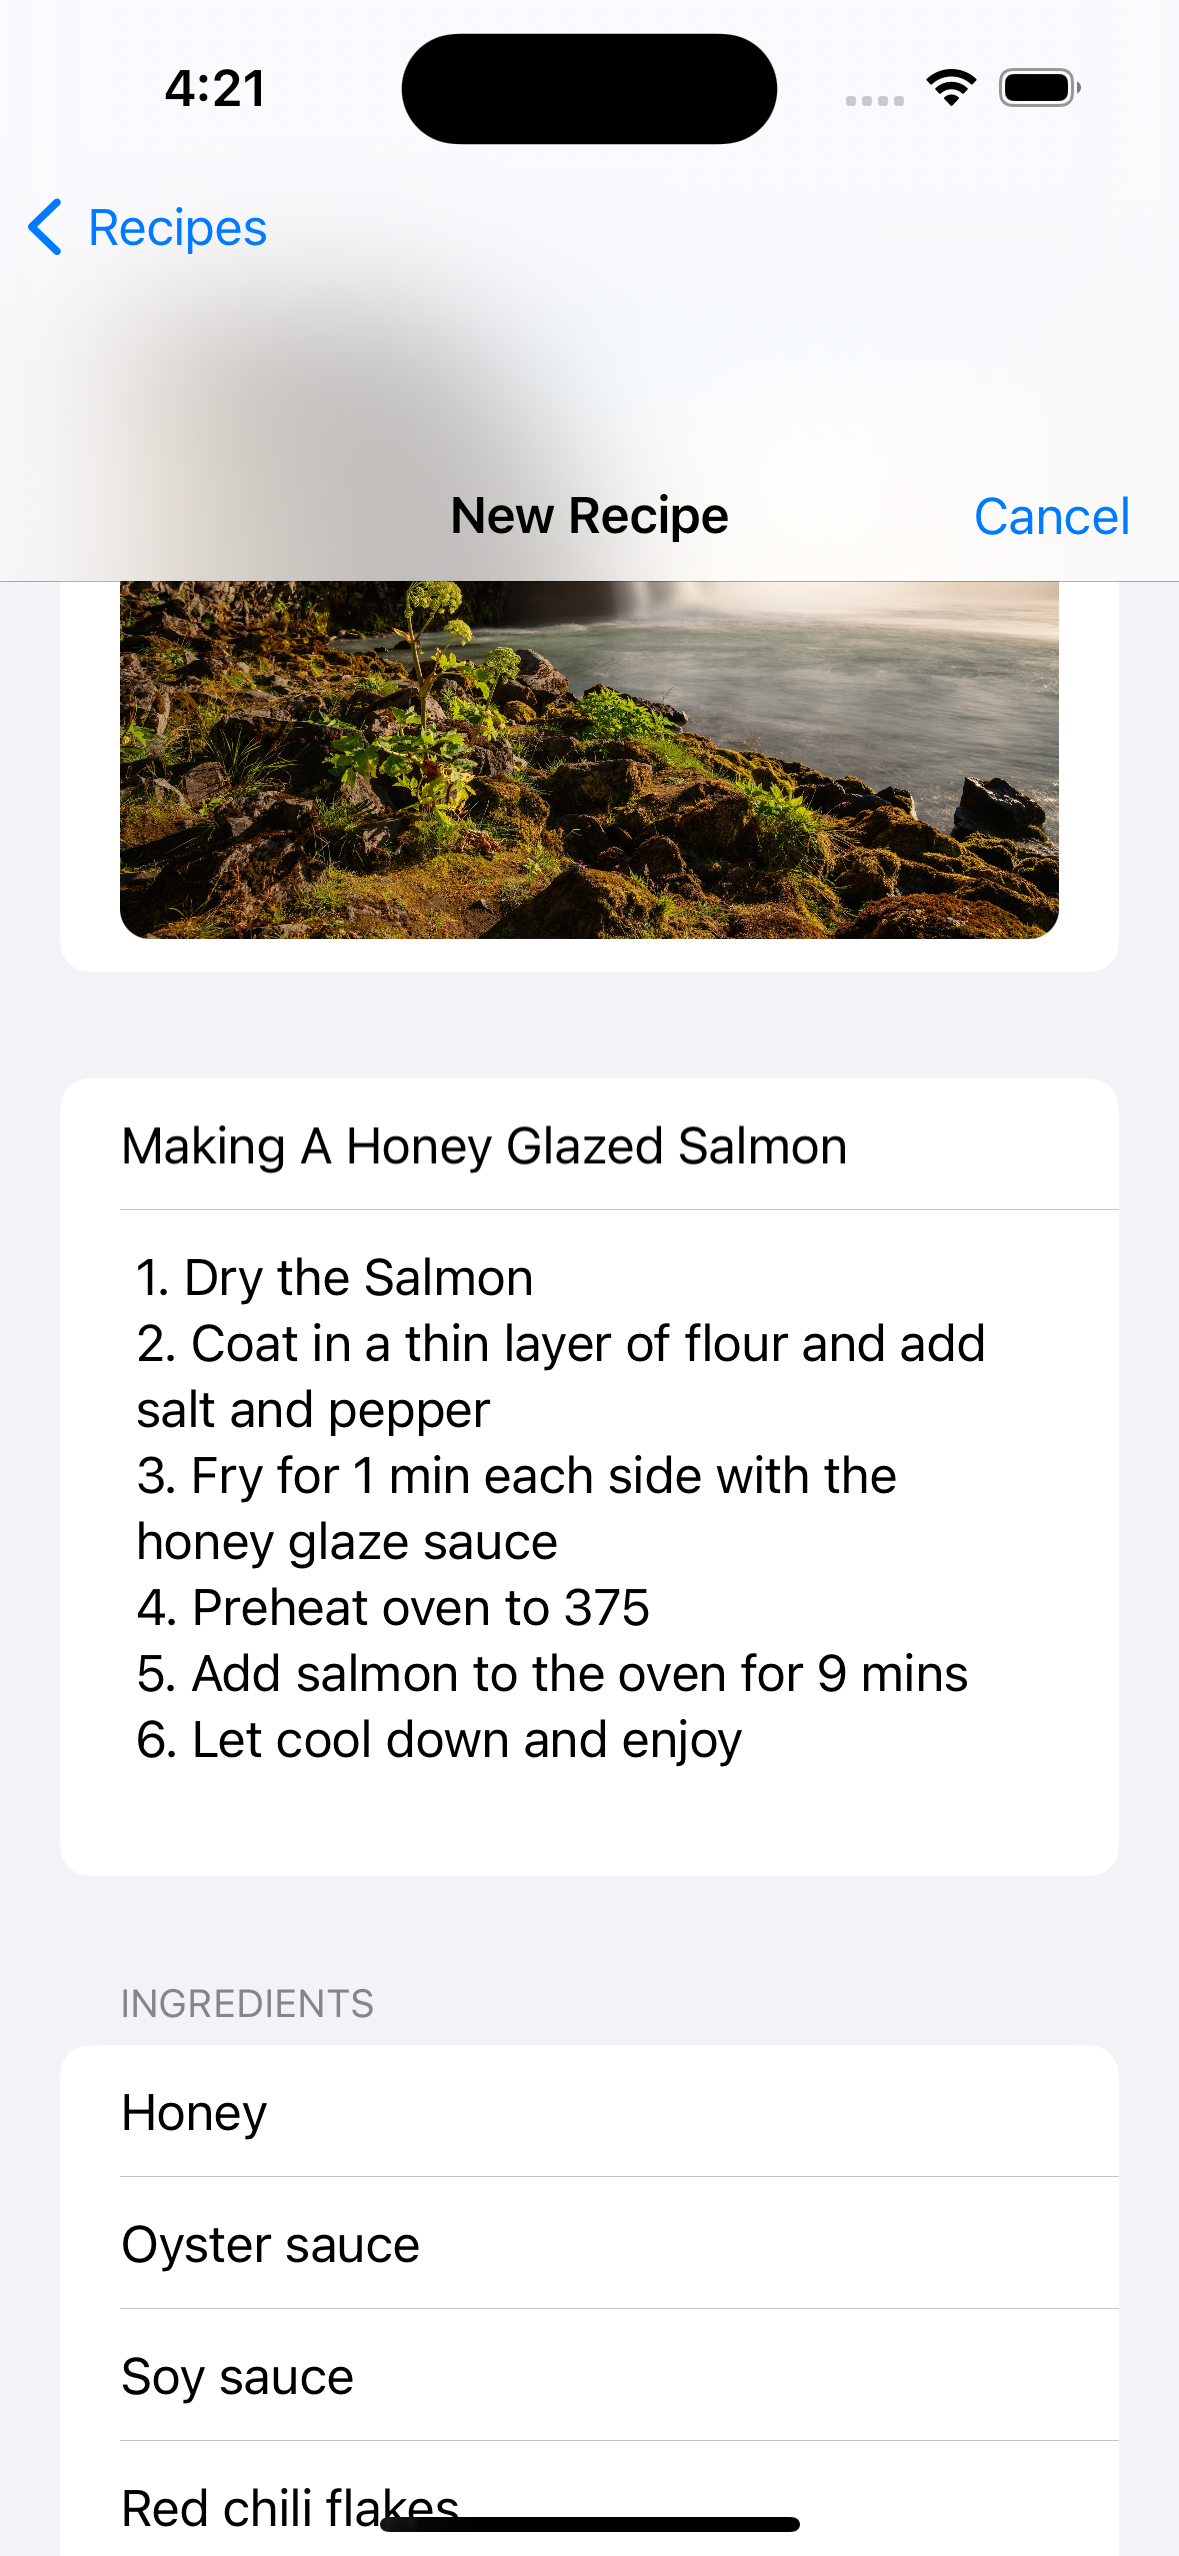 4:21
Recipes
New Recipe
Cancel
Making A Honey Glazed Salmon
1. Dry the Salmon
2. Coat in a thin layer of flour and add
salt and pepper
3. Fry for 1 min each side with the
honey glaze sauce
4. Preheat oven to 375
5. Add salmon to the oven for 9 mins
6. Let cool down and enjoy
INGREDIENTS
Honey
Oyster sauce
Soy sauce
Red chili flakes